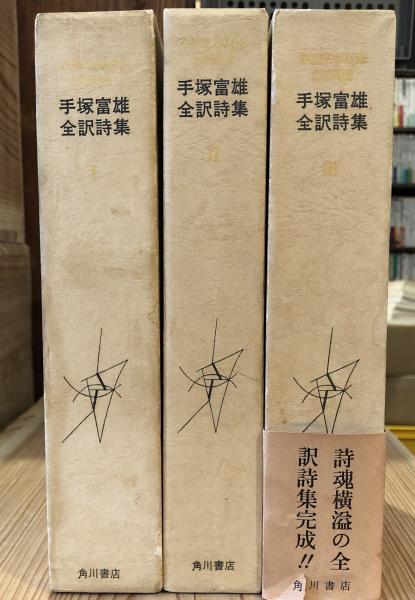 手塚富雄
全訳詩集
I
角川書店
手塚富雄
全訳詩集
II
角川書店
手塚富雄
全訳詩集
III
詩魂横溢の全
訳詩集完成!!
角川書店